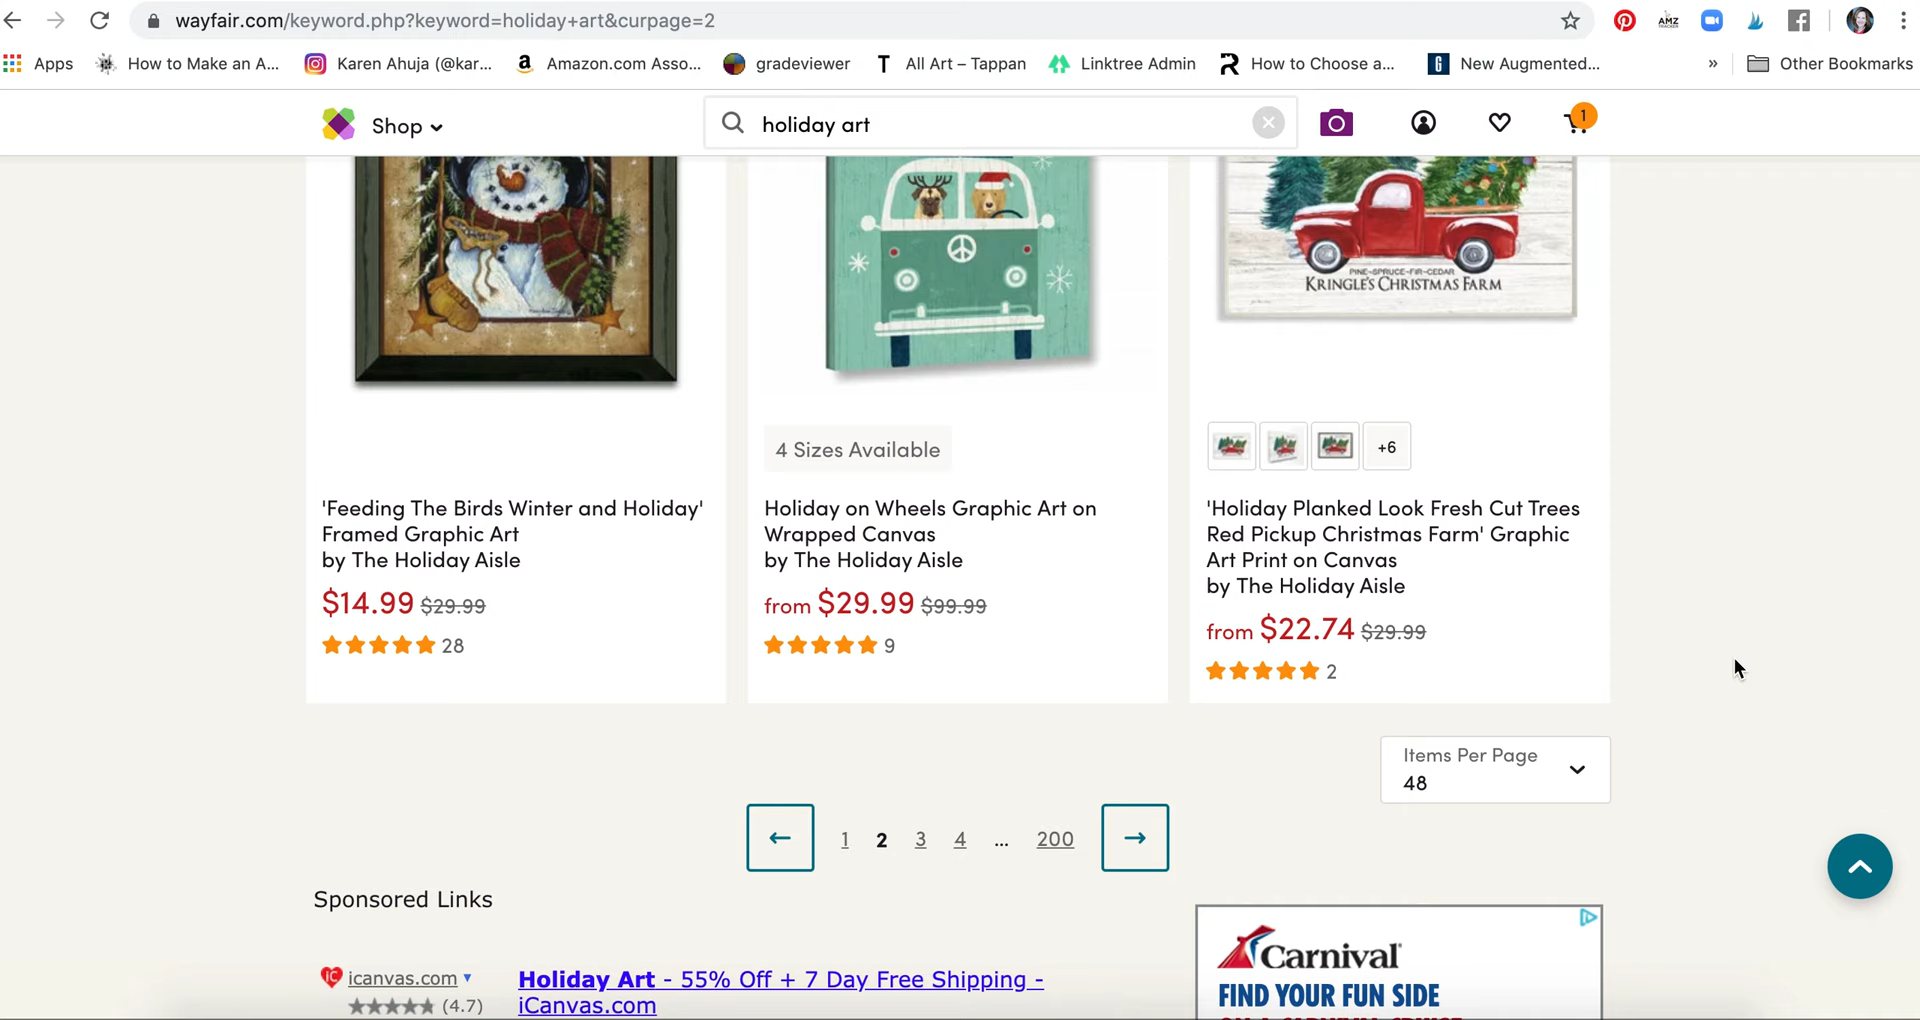 wayfair.com/keyword.php?keyword=holiday+art&curpage=2
AMZ
Apps How to Make an A... Karen Ahuja (@kar... Amazon.com Asso... gradeviewer All Art – Tappan Linktree Admin How to Choose a... New Augmented... » Other Bookmarks
Shop holiday art 1
PINE-SPRUCE-FIR-CEDAR
KRINGLE'S CHRISTMAS FARM
+6
4 Sizes Available
'Feeding The Birds Winter and Holiday'
Framed Graphic Art
by The Holiday Aisle
$14.99 $29.99
28
Holiday on Wheels Graphic Art on
Wrapped Canvas
by The Holiday Aisle
from $29.99 $99.99
9
'Holiday Planked Look Fresh Cut Trees
Red Pickup Christmas Farm' Graphic
Art Print on Canvas
by The Holiday Aisle
from $22.74 $29.99
2
Items Per Page
48
← 1 2 3 4 ... 200 →
Sponsored Links
icanvas.com
(4.7)
Holiday Art - 55% Off + 7 Day Free Shipping -
iCanvas.com
Carnival
FIND YOUR FUN SIDE